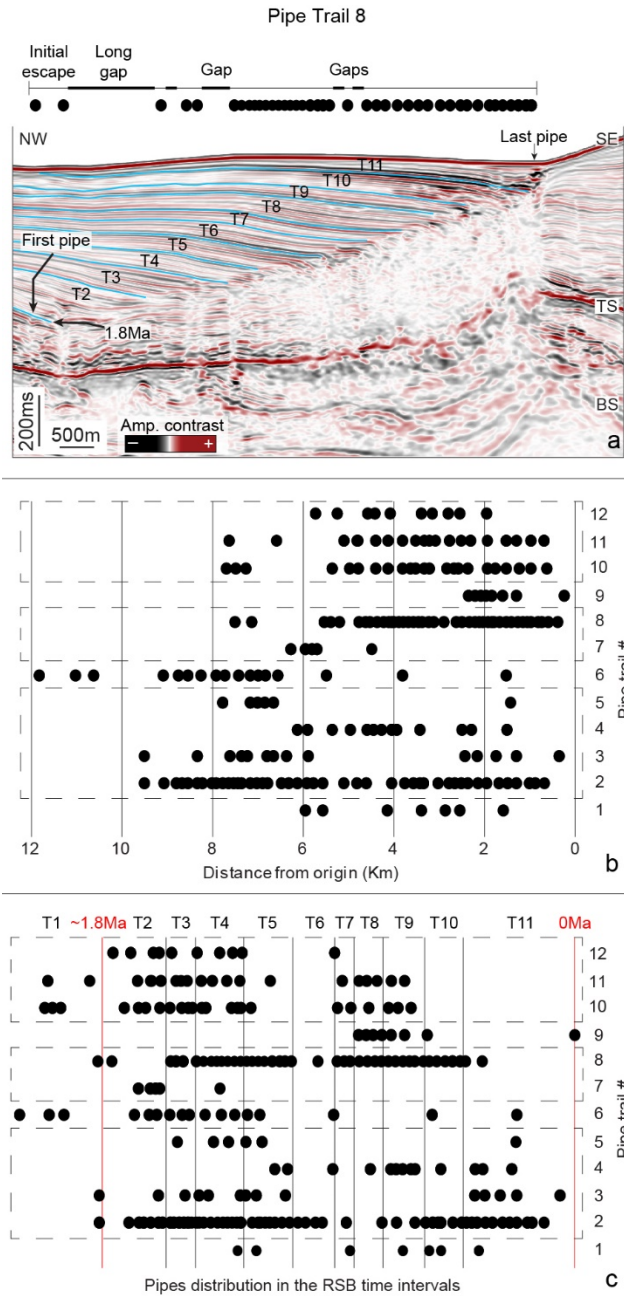 Pipe Trail 8
Initial escape
Long gap
Gap
Gaps
NW
Last pipe
SE
T11
T10
T9
T8
T7
T6
T5
T4
T3
T2
First pipe
1.8Ma
TS
BS
200ms
500m
Amp. contrast
− +
a
12
11
10
9
8
7
6
5
4
3
2
1
Pipe trail #
12 10 8 6 4 2 0
Distance from origin (Km)
b
T1 ~1.8Ma T2 T3 T4 T5 T6 T7 T8 T9 T10 T11 0Ma
12
11
10
9
8
7
6
5
4
3
2
1
Pipe trail #
Pipes distribution in the RSB time intervals
c